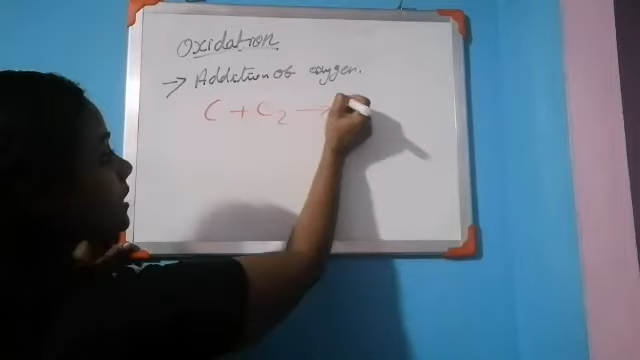 Oxidation
→ Addition of oxygen.
C + O₂ →